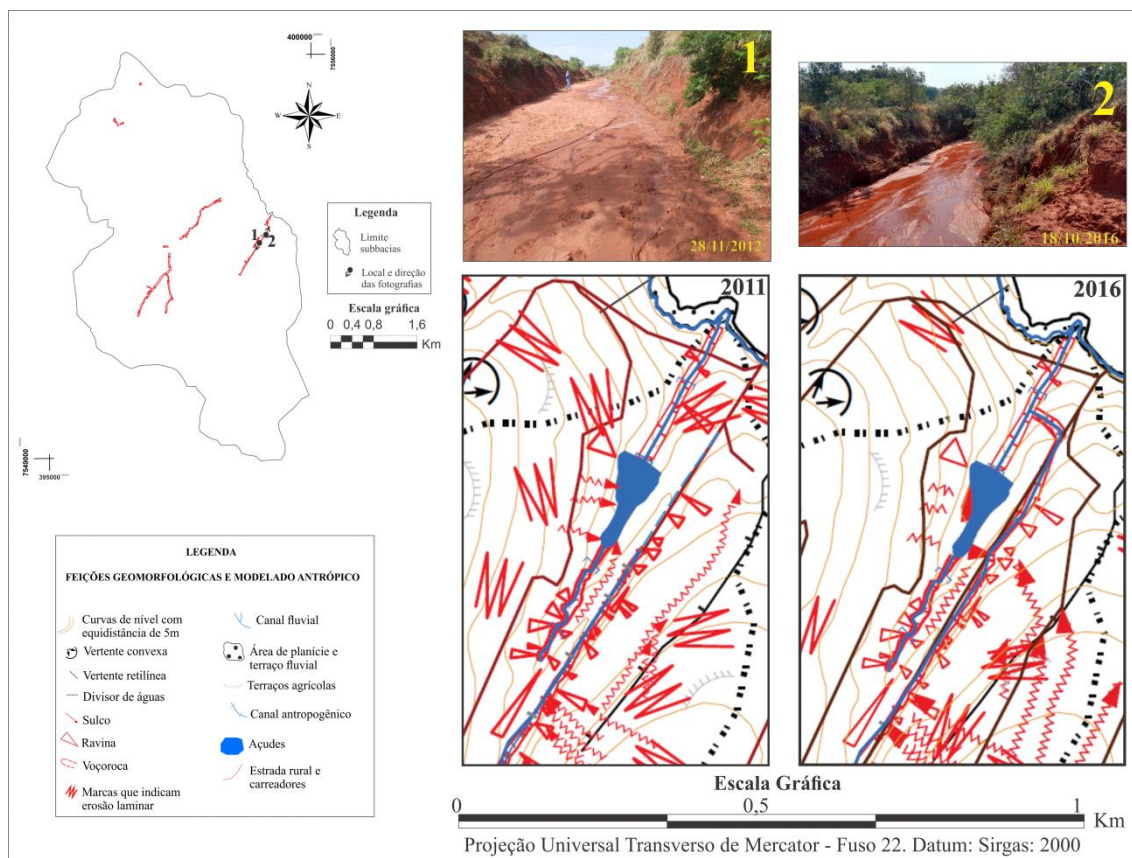 400000
7556000
N
W
E
S
1
2
Legenda
Limite
subbacias
Local e direção
das fotografias
Escala gráfica
0 0,4 0,8 1,6
Km
7549000
395000
1
28/11/2012
2
18/10/2016
2011
2016
LEGENDA
FEIÇÕES GEOMORFOLÓGICAS E MODELADO ANTRÓPICO
Curvas de nível com
equidistância de 5m
Vertente convexa
Vertente retilínea
Divisor de águas
Sulco
Ravina
Voçoroca
Marcas que indicam
erosão laminar
Canal fluvial
Área de planície e
terraço fluvial
Terraços agrícolas
Canal antropogênico
Açudes
Estrada rural e
carreadores
Escala Gráfica
0 0,5 1
Km
Projeção Universal Transverso de Mercator - Fuso 22. Datum: Sirgas: 2000